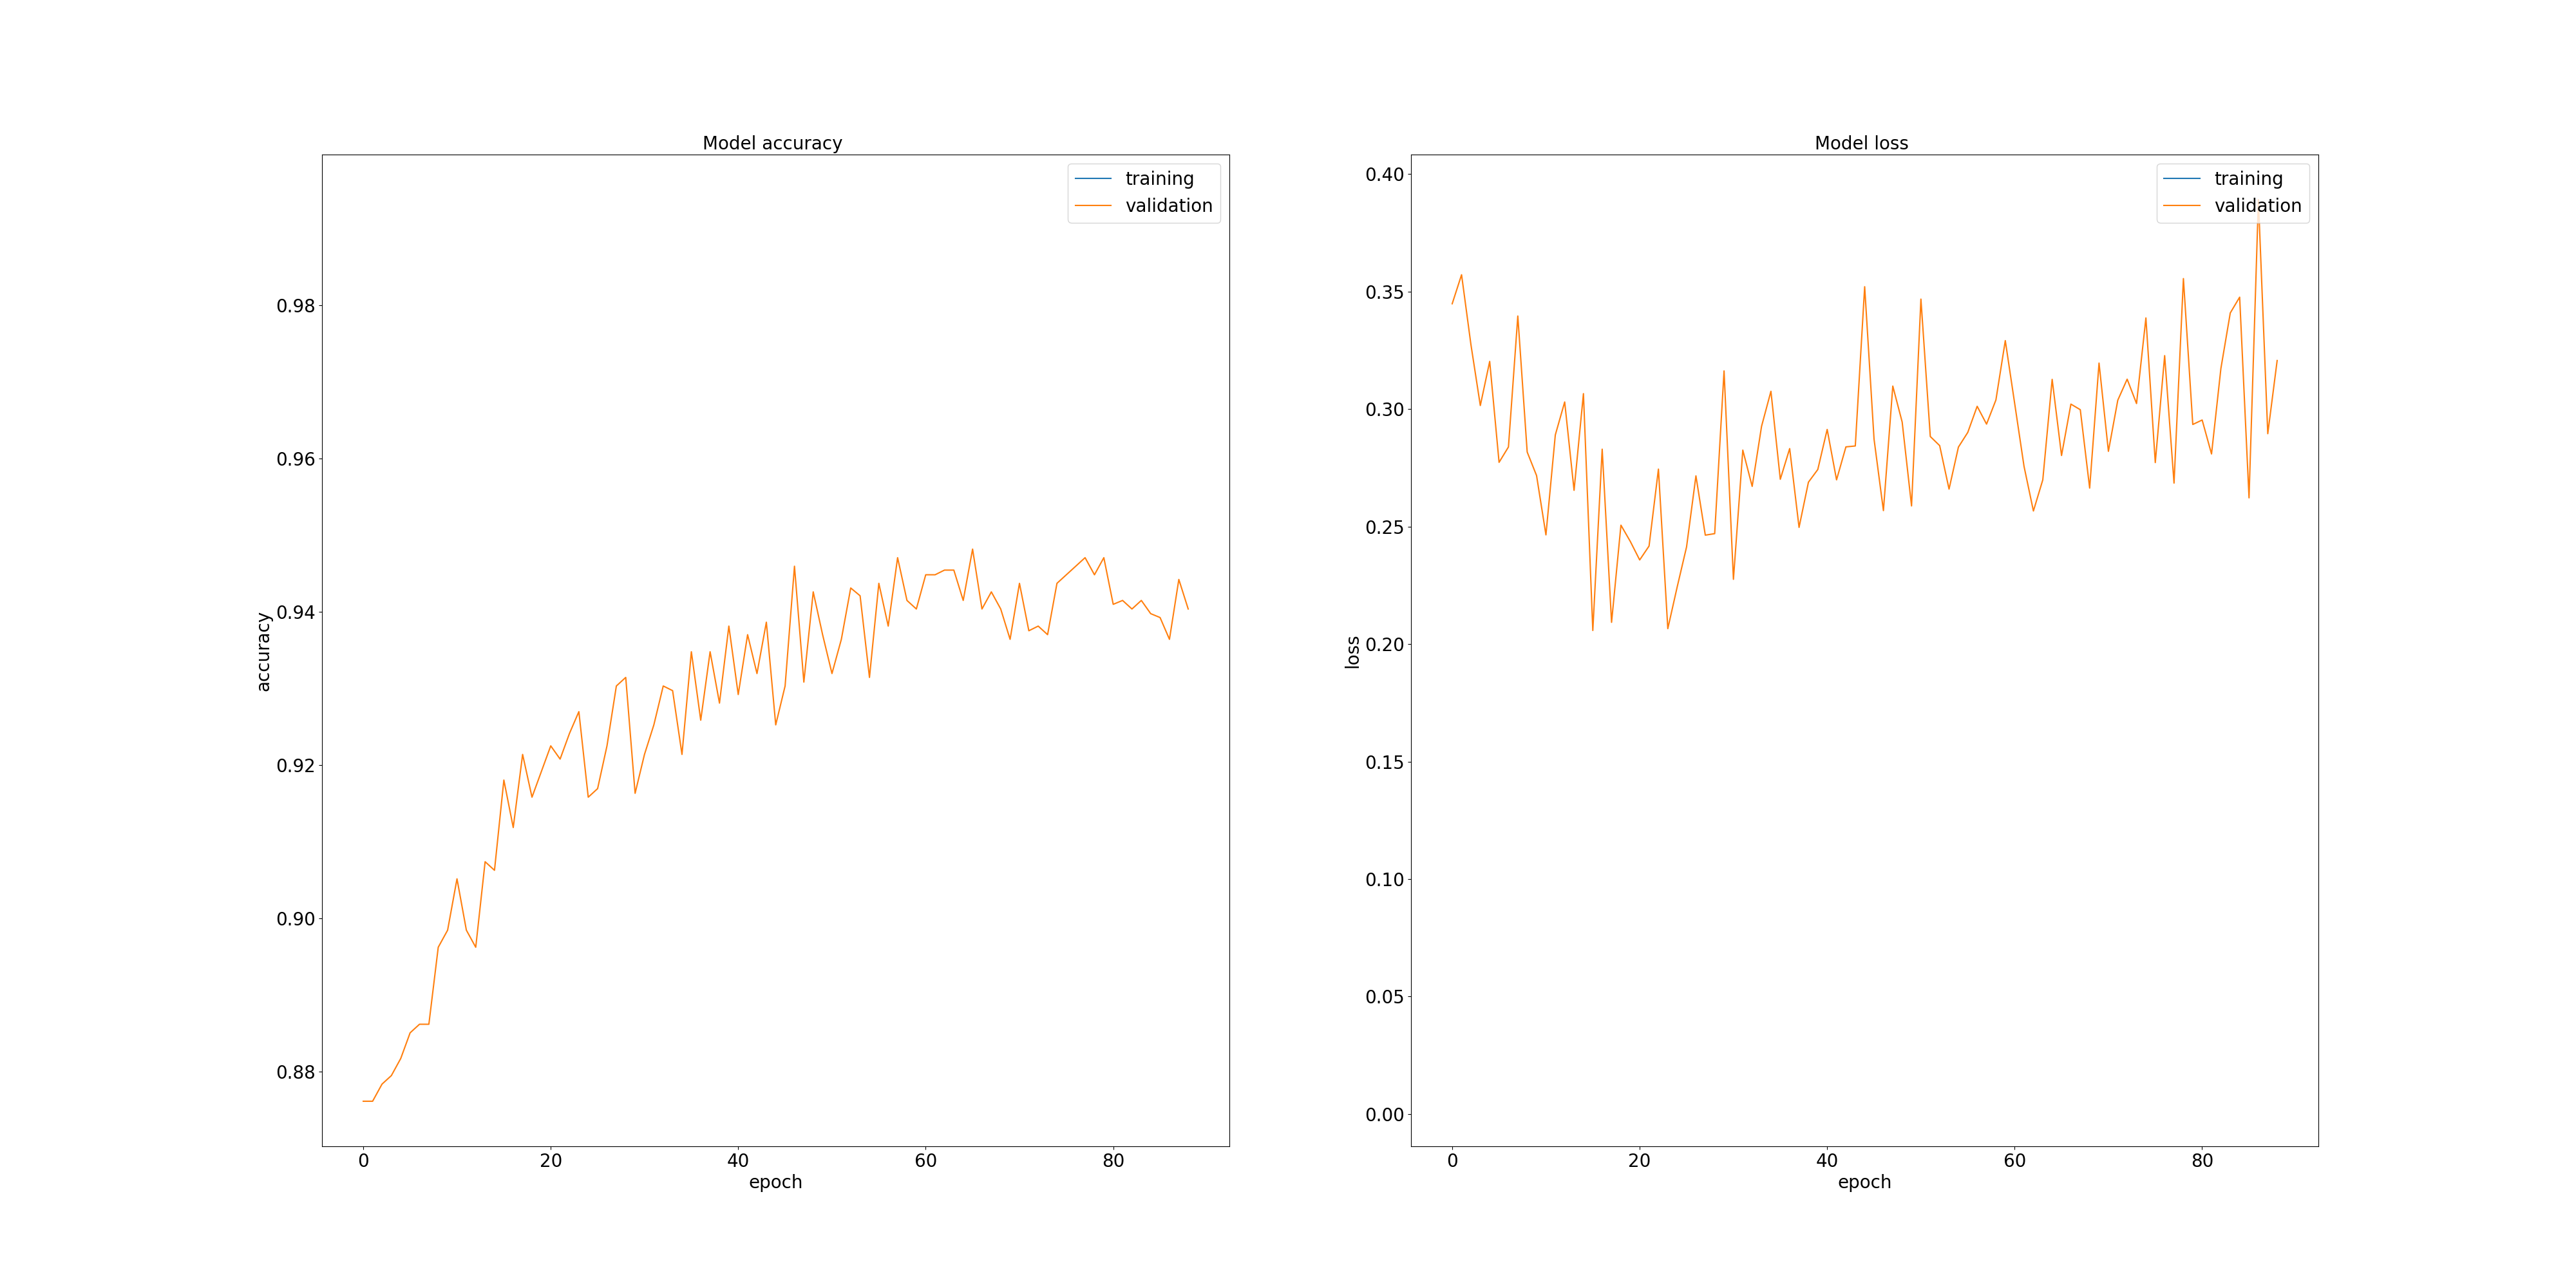 Model accuracy
training
validation
0.98
0.96
0.94
0.92
0.90
0.88
accuracy
0 20 40 60 80
epoch
Model loss
training
validation
0.40
0.35
0.30
0.25
0.20
0.15
0.10
0.05
0.00
loss
0 20 40 60 80
epoch